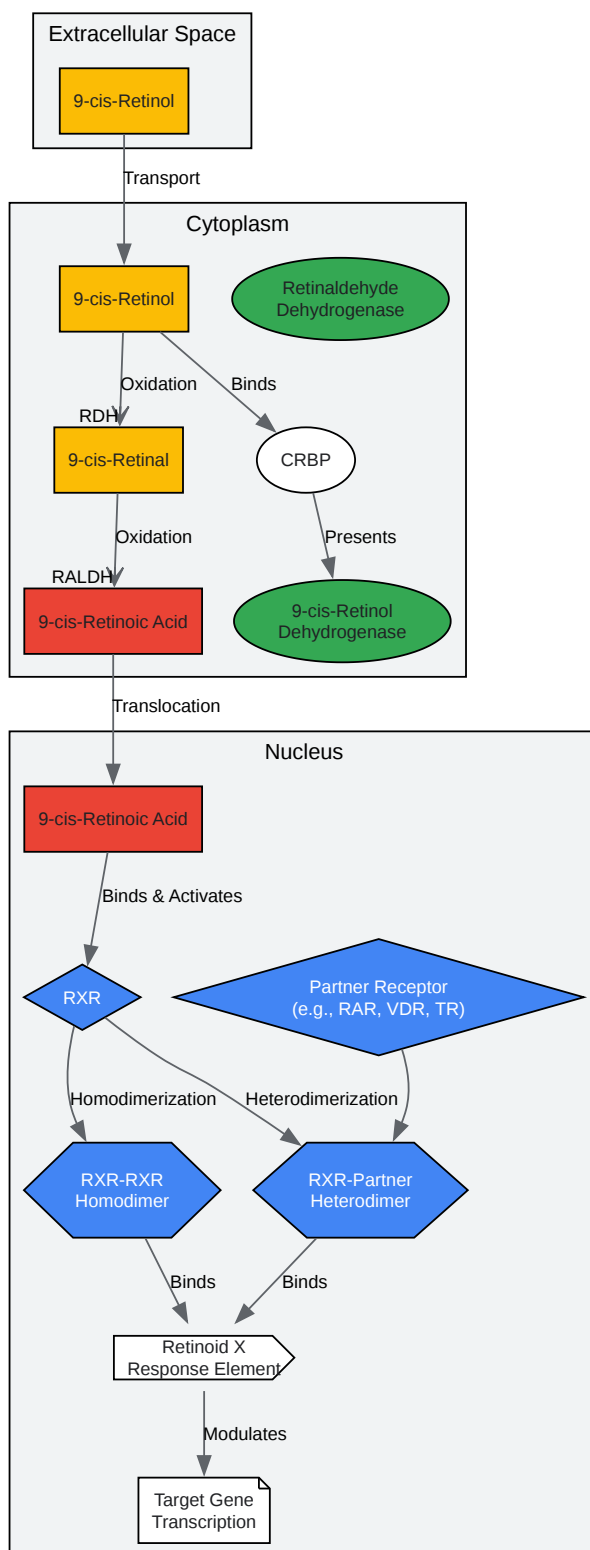 Extracellular Space
9-cis-Retinol
Transport
Cytoplasm
9-cis-Retinol
Retinaldehyde
Dehydrogenase
Oxidation
Binds
RDH
9-cis-Retinal
CRBP
Oxidation
Presents
RALDH
9-cis-Retinoic Acid
9-cis-Retinol
Dehydrogenase
Translocation
Nucleus
9-cis-Retinoic Acid
Binds & Activates
RXR
Partner Receptor
(e.g., RAR, VDR, TR)
Homodimerization
Heterodimerization
RXR-RXR
Homodimer
RXR-Partner
Heterodimer
Binds
Binds
Retinoid X
Response Element
Modulates
Target Gene
Transcription